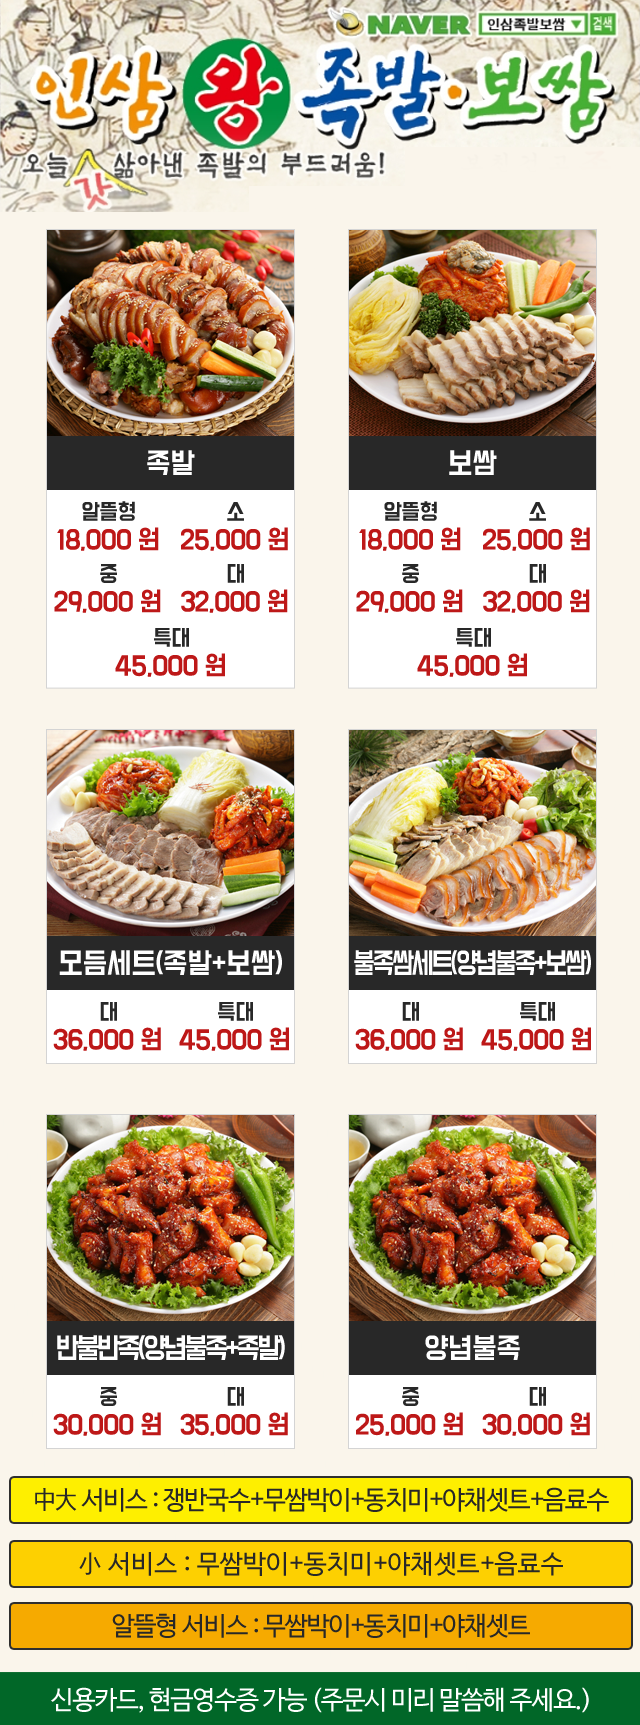 NAVER 인삼족발보쌈 ▼ 검색
인삼 왕 족발·보쌈
오늘 갓 삶아낸 족발의 부드러움!
족발
알뜰형 소
18,000 원 25,000 원
중 대
29,000 원 32,000 원
특대
45,000 원
보쌈
알뜰형 소
18,000 원 25,000 원
중 대
29,000 원 32,000 원
특대
45,000 원
모듬세트(족발+보쌈)
대 특대
36,000 원 45,000 원
불족쌈세트(양념불족+보쌈)
대 특대
36,000 원 45,000 원
반불반족(양념불족+족발)
중 대
30,000 원 35,000 원
양념불족
중 대
25,000 원 30,000 원
中大 서비스 : 쟁반국수+무쌈박이+동치미+야채셋트+음료수
小 서비스 : 무쌈박이+동치미+야채셋트+음료수
알뜰형 서비스 : 무쌈박이+동치미+야채셋트
신용카드, 현금영수증 가능 (주문시 미리 말씀해 주세요.)